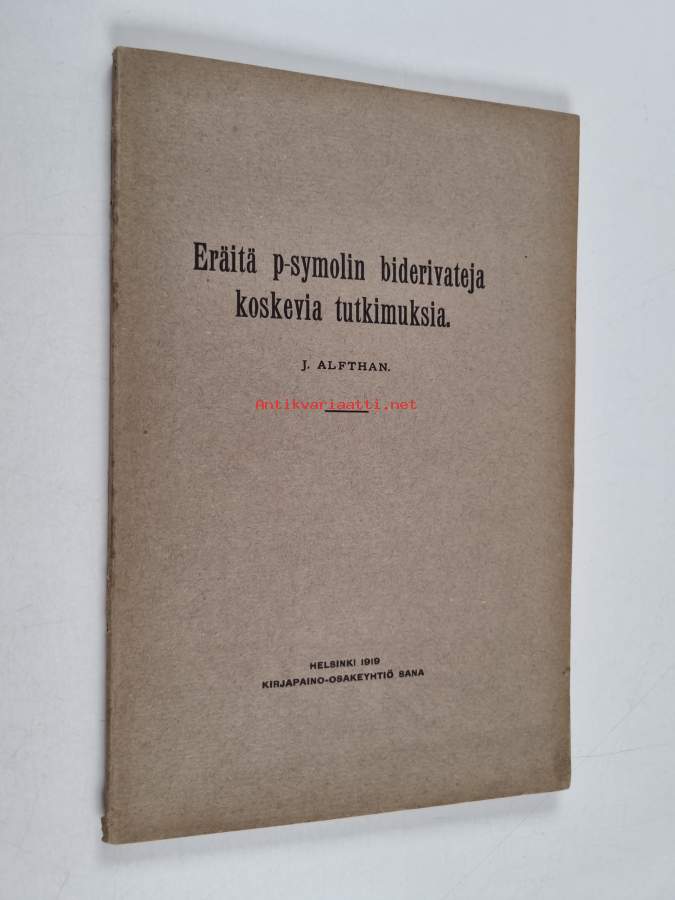 Eräitä p-symolin biderivateja
koskevia tutkimuksia.
J. ALFTHAN.
Antikvariaatti.net
HELSINKI 1919
KIRJAPAINO-OSAKEYHTIÖ SANA